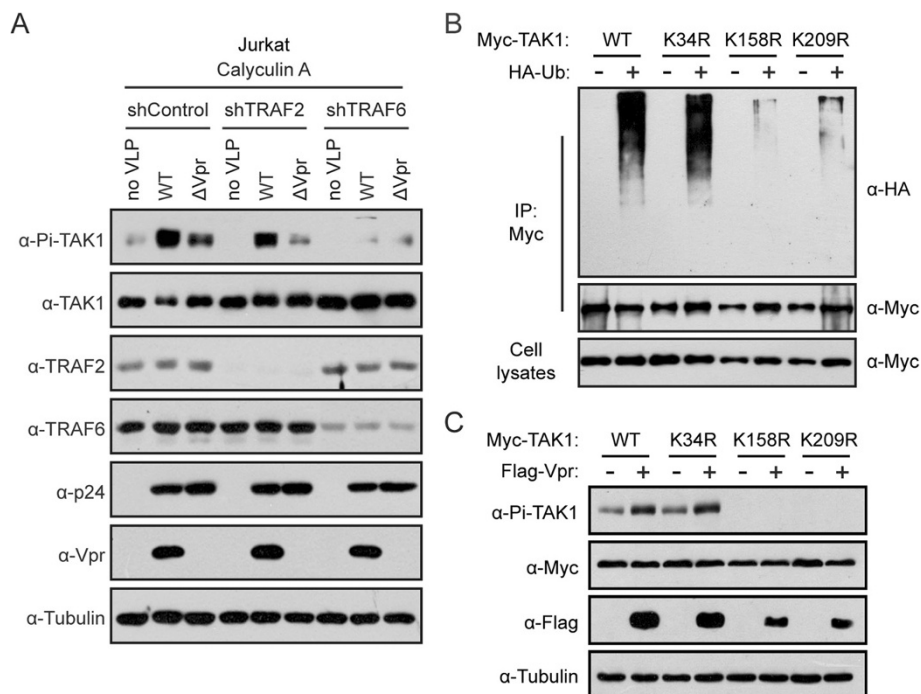 A
Jurkat
Calyculin A
shControl shTRAF2 shTRAF6
no VLP WT ΔVpr no VLP WT ΔVpr no VLP WT ΔVpr
α-Pi-TAK1
α-TAK1
α-TRAF2
α-TRAF6
α-p24
α-Vpr
α-Tubulin
B
Myc-TAK1: WT K34R K158R K209R
HA-Ub: - + - + - + - +
IP:
Myc
α-HA
α-Myc
Cell
lysates
α-Myc
C
Myc-TAK1: WT K34R K158R K209R
Flag-Vpr: - + - + - + - +
α-Pi-TAK1
α-Myc
α-Flag
α-Tubulin